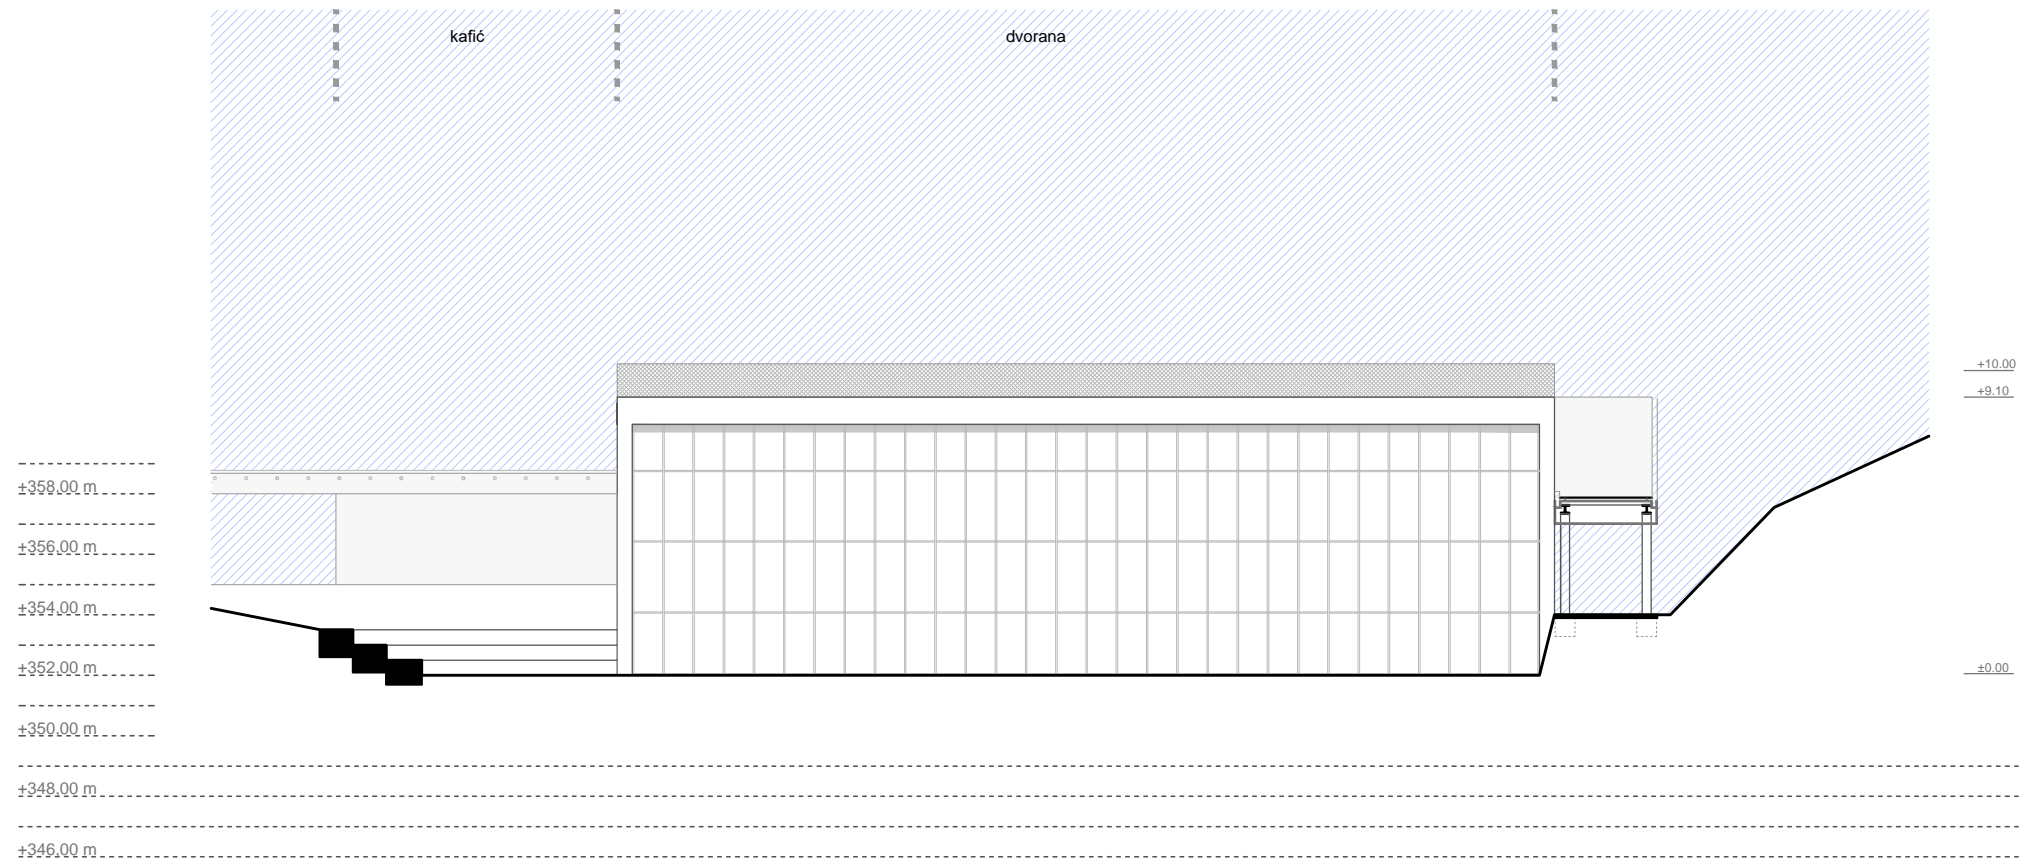 kafić
dvorana
+10.00
+9.10
+358.00 m
+356.00 m
+354.00 m
+352.00 m
±0.00
+350.00 m
+348.00 m
+346.00 m